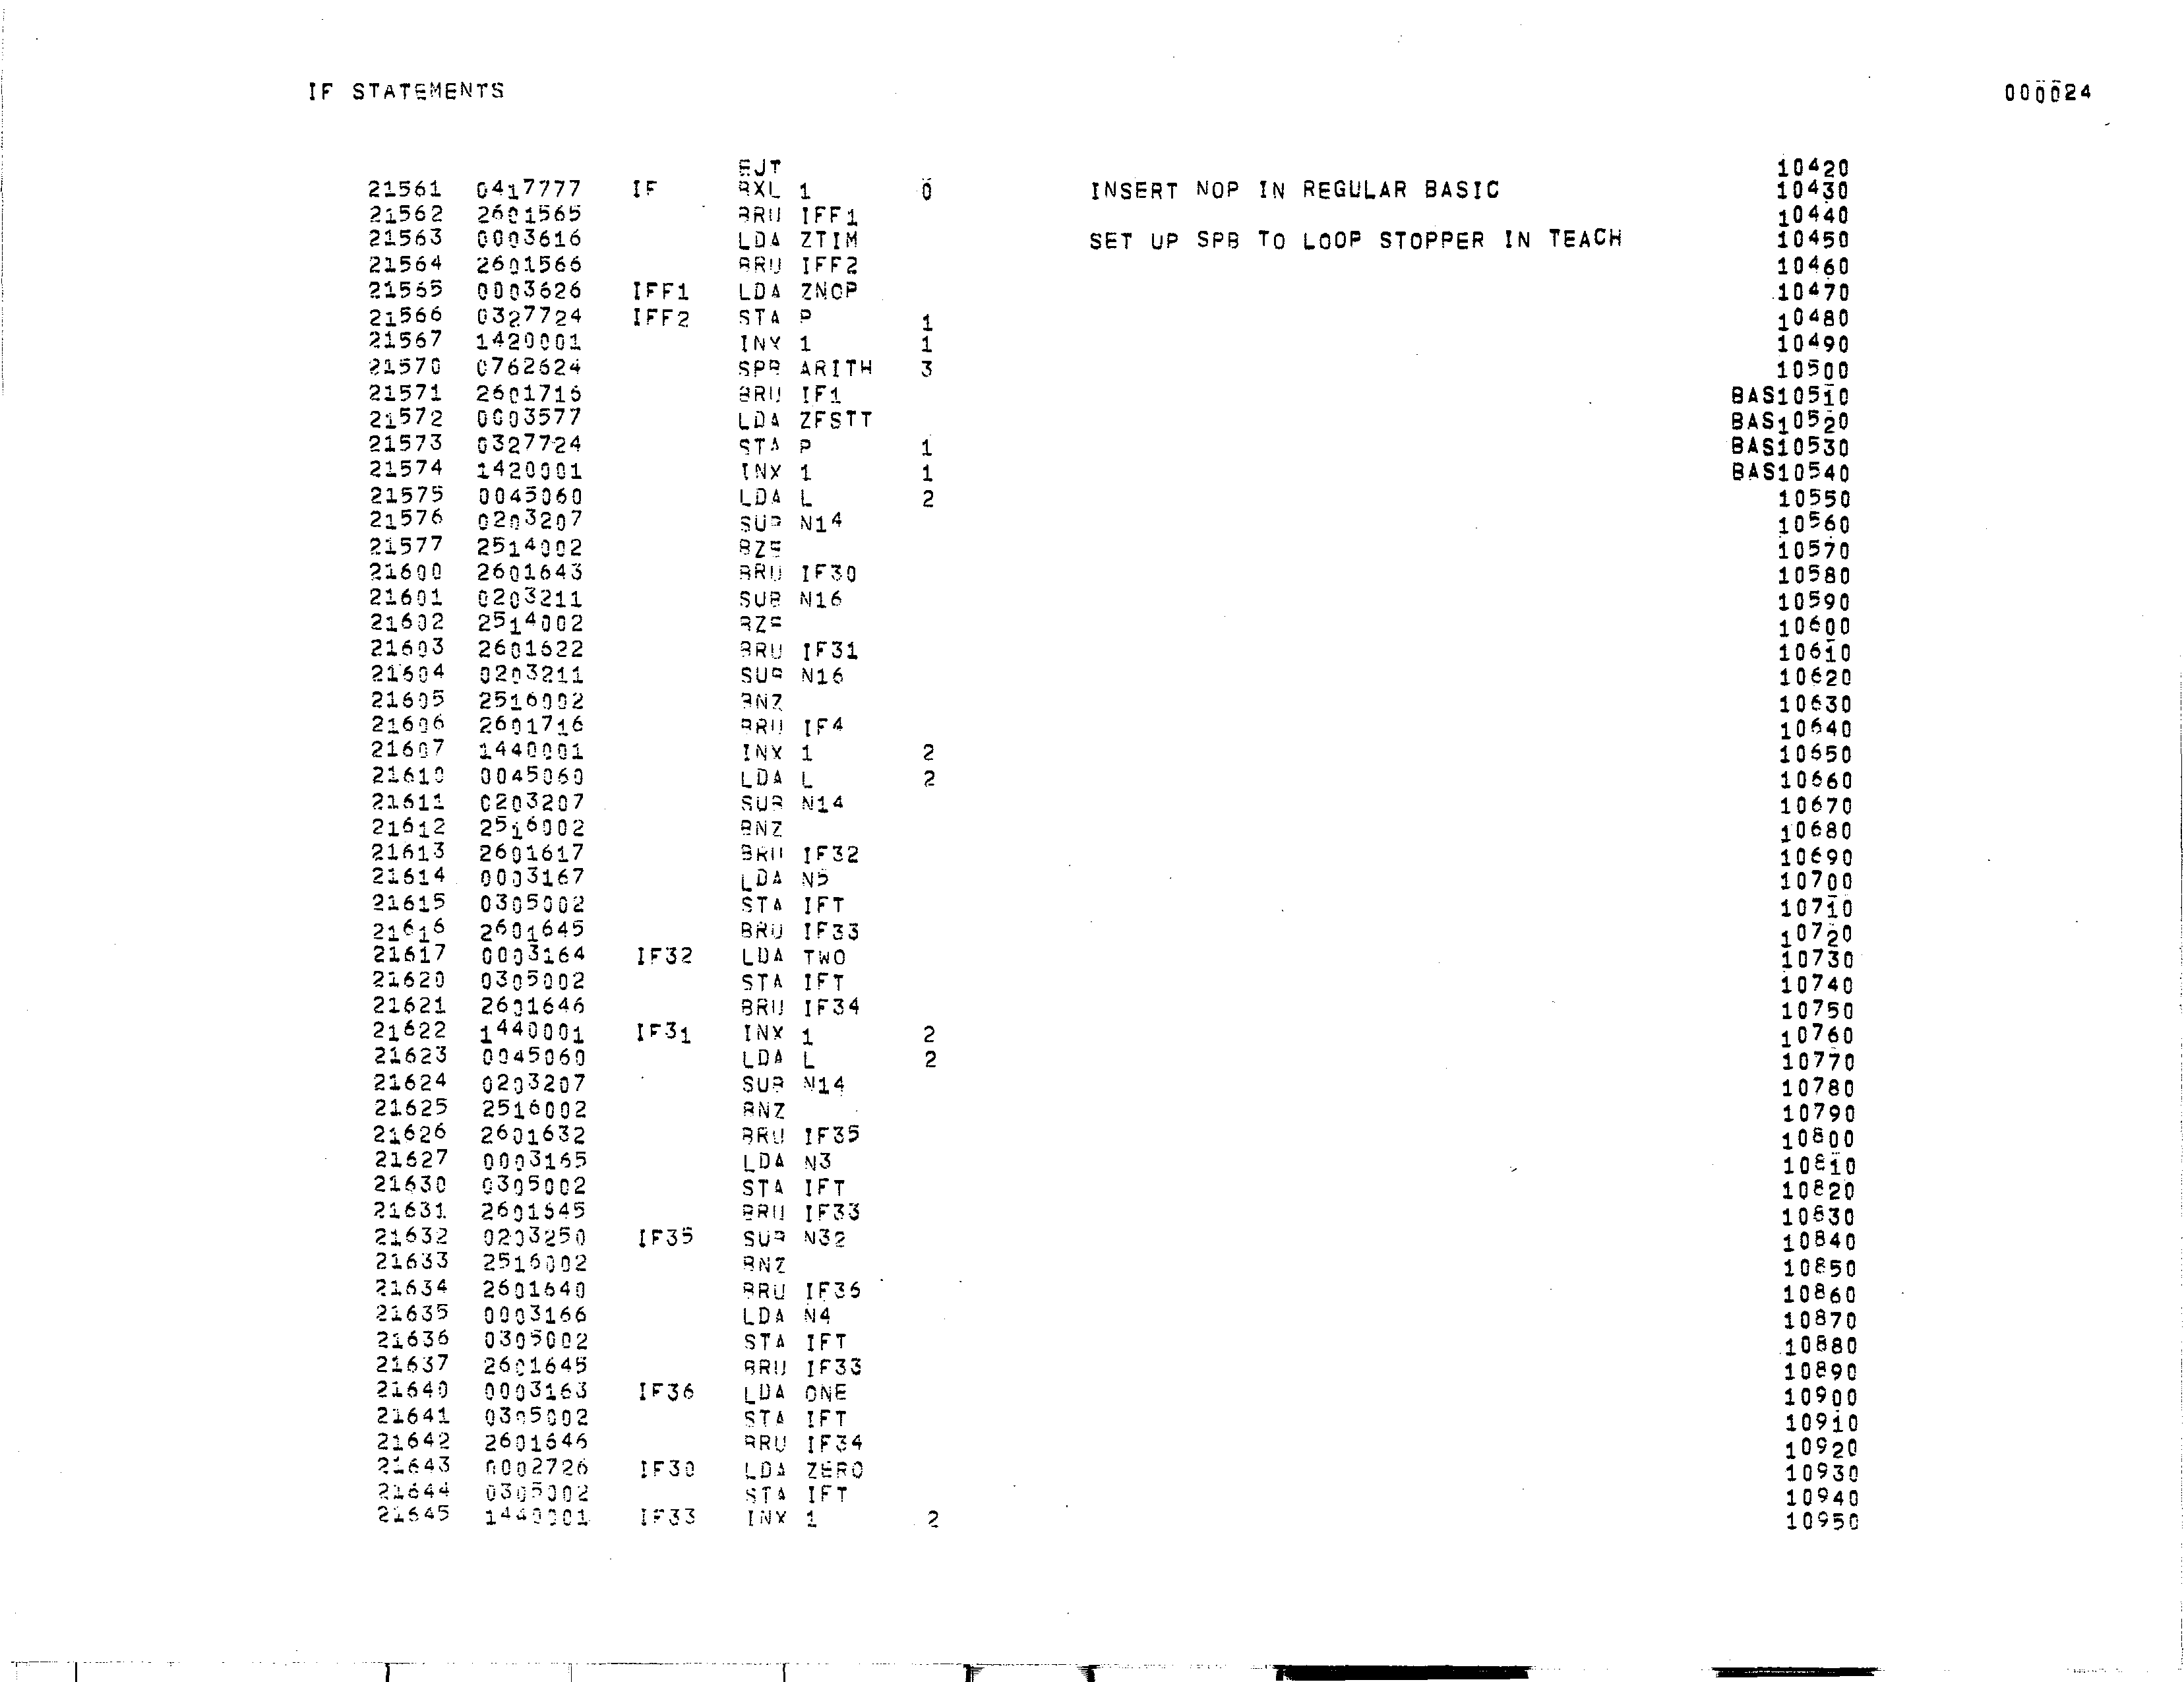 IF STATEMENTS 000024
EJT 10420
21561 0417777 IF BXL 1 0 INSERT NOP IN REGULAR BASIC 10430
21562 2601565 BRU IFF1 10440
21563 0003616 LDA ZTIM SET UP SPB TO LOOP STOPPER IN TEACH 10450
21564 2601566 BRU IFF2 10460
21565 0003626 IFF1 LDA ZNOP 10470
21566 0327724 IFF2 STA P 1 10480
21567 1420001 INX 1 1 10490
21570 0762624 SPB ARITH 3 10500
21571 2601715 BRU IF1 BAS10510
21572 0003577 LDA ZFSTT BAS10520
21573 0327724 STA P 1 BAS10530
21574 1420001 INX 1 1 BAS10540
21575 0045060 LDA L 2 10550
21576 0203207 SUB N14 10560
21577 2514002 BZE 10570
21600 2601643 BRU IF30 10580
21601 0203211 SUB N16 10590
21602 2514002 BZE 10600
21603 2601622 BRU IF31 10610
21604 0203211 SUB N16 10620
21605 2516002 BNZ 10630
21606 2601716 BRU IF4 10640
21607 1440001 INX 1 2 10650
21610 0045060 LDA L 2 10660
21611 0203207 SUB N14 10670
21612 2516002 BNZ 10680
21613 2601617 BRU IF32 10690
21614 0003167 LDA N5 10700
21615 0305002 STA IFT 10710
21616 2601645 BRU IF33 10720
21617 0003164 IF32 LDA TWO 10730
21620 0305002 STA IFT 10740
21621 2601646 BRU IF34 10750
21622 1440001 IF31 INX 1 2 10760
21623 0045060 LDA L 2 10770
21624 0203207 SUB N14 10780
21625 2516002 BNZ 10790
21626 2601632 BRU IF35 10800
21627 0003165 LDA N3 10810
21630 0305002 STA IFT 10820
21631 2601645 BRU IF33 10830
21632 0203250 IF35 SUB N32 10840
21633 2516002 BNZ 10850
21634 2601640 BRU IF36 10860
21635 0003166 LDA N4 10870
21636 0305002 STA IFT 10880
21637 2601645 BRU IF33 10890
21640 0003163 IF36 LDA ONE 10900
21641 0305002 STA IFT 10910
21642 2601646 BRU IF34 10920
21643 0002726 IF30 LDA ZERO 10930
21644 0305002 STA IFT 10940
21645 1440001 IF33 INX 1 2 10950